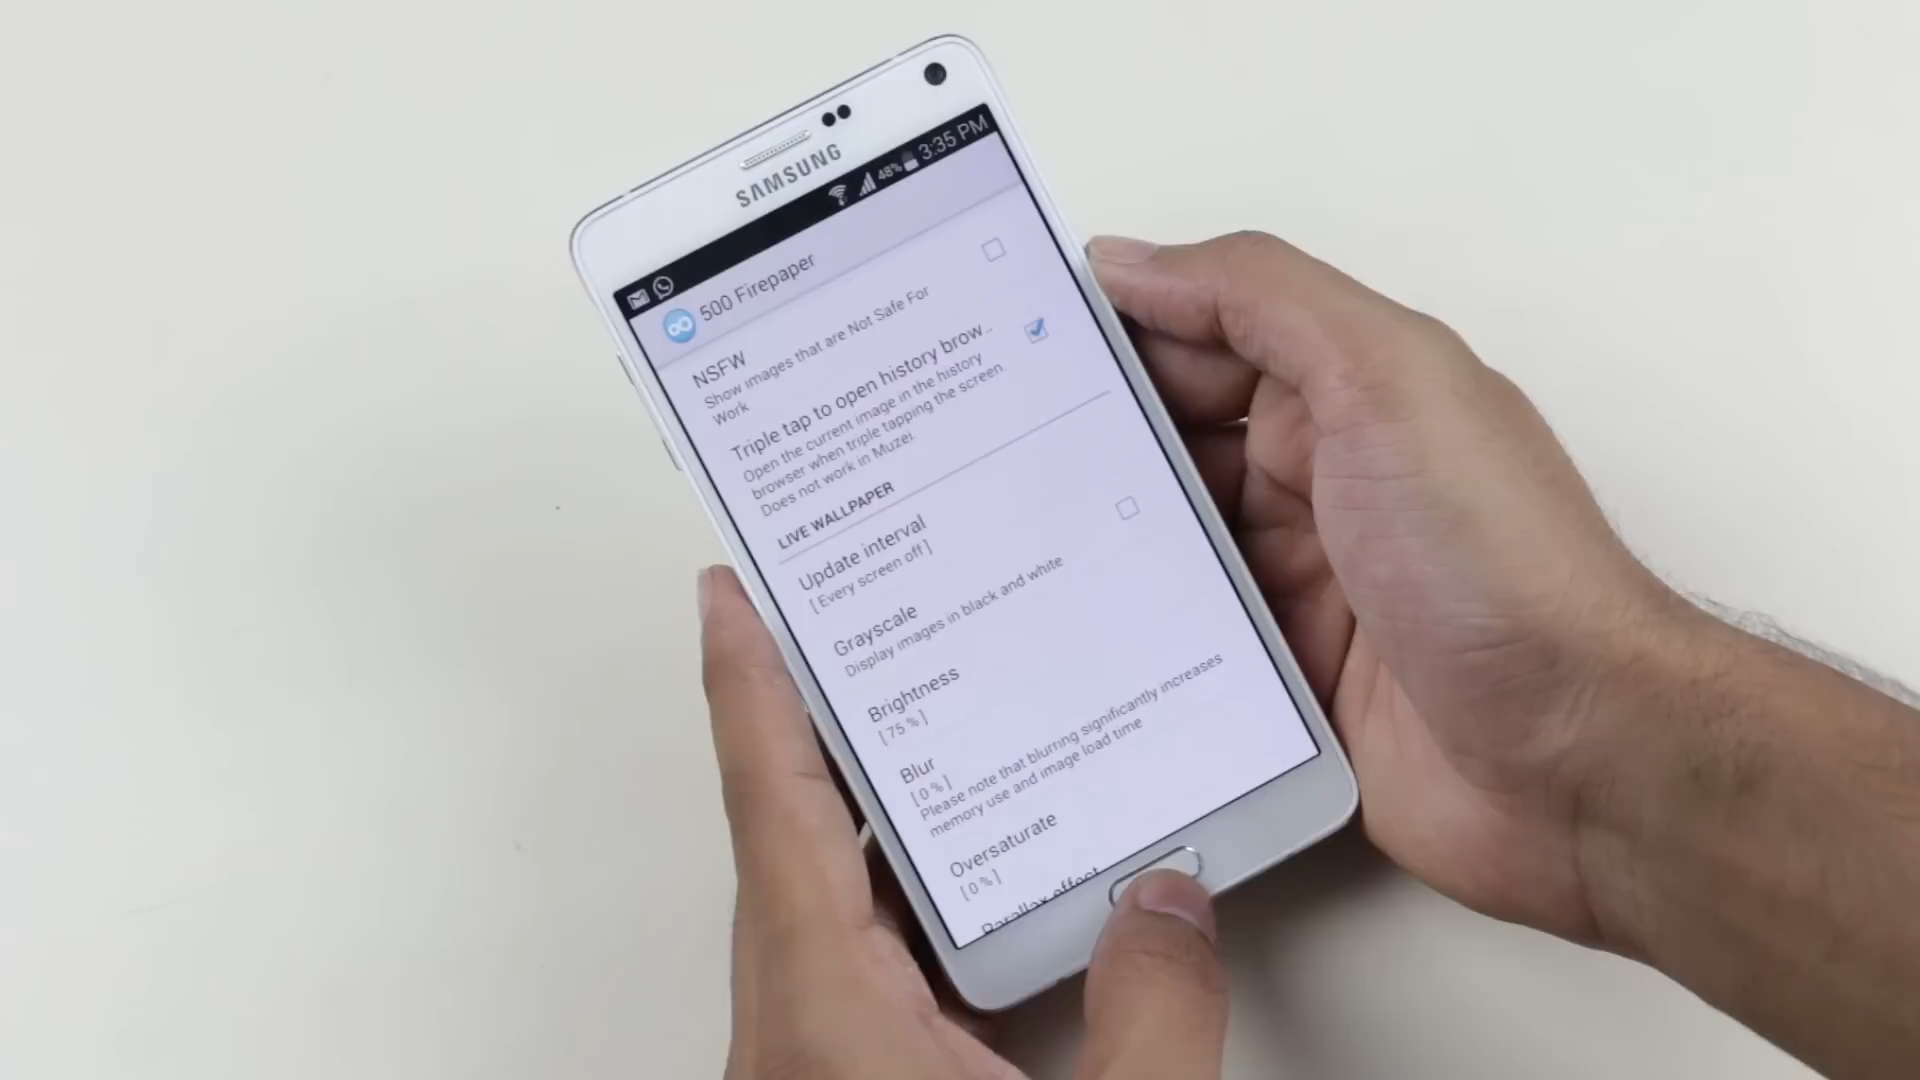 SAMSUNG
48% 3:35 PM
500 Firepaper
NSFW
Show images that are Not Safe For
Work
Triple tap to open history brow...
Open the current image in the history
browser when triple tapping the screen.
Does not work in Muzei.
LIVE WALLPAPER
Update interval
[ Every screen off ]
Grayscale
Display images in black and white
Brightness
[ 75 % ]
Blur
[ 0 % ]
Please note that blurring significantly increases
memory use and image load time
Oversaturate
[ 0 % ]
Parallax effect